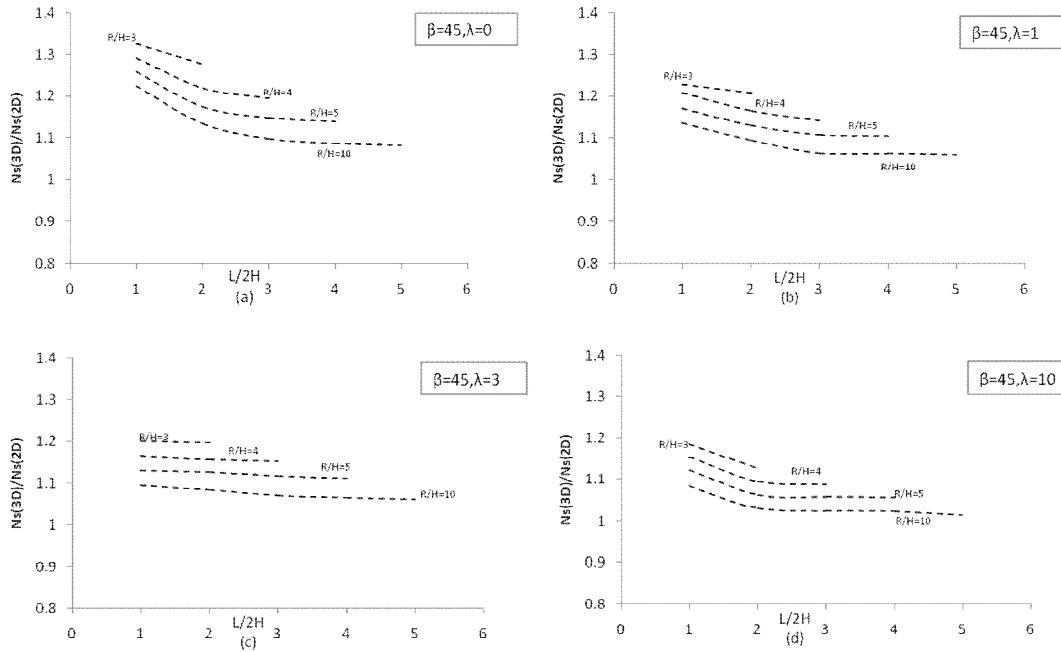 β=45,λ=0
Ns(3D)/Ns(2D)
1.4
1.3
1.2
1.1
1
0.9
0.8
R/H=3
R/H=4
R/H=5
R/H=10
0 1 2 3 4 5 6
L/2H
(a)
β=45,λ=1
Ns(3D)/Ns(2D)
1.4
1.3
1.2
1.1
1
0.9
0.8
R/H=3
R/H=4
R/H=5
R/H=10
0 1 2 3 4 5 6
L/2H
(b)
β=45,λ=3
Ns(3D)/Ns(2D)
1.4
1.3
1.2
1.1
1
0.9
0.8
R/H=3
R/H=4
R/H=5
R/H=10
0 1 2 3 4 5 6
L/2H
(c)
β=45,λ=10
Ns(3D)/Ns(2D)
1.4
1.3
1.2
1.1
1
0.9
0.8
R/H=3
R/H=4
R/H=5
R/H=10
0 1 2 3 4 5 6
L/2H
(d)